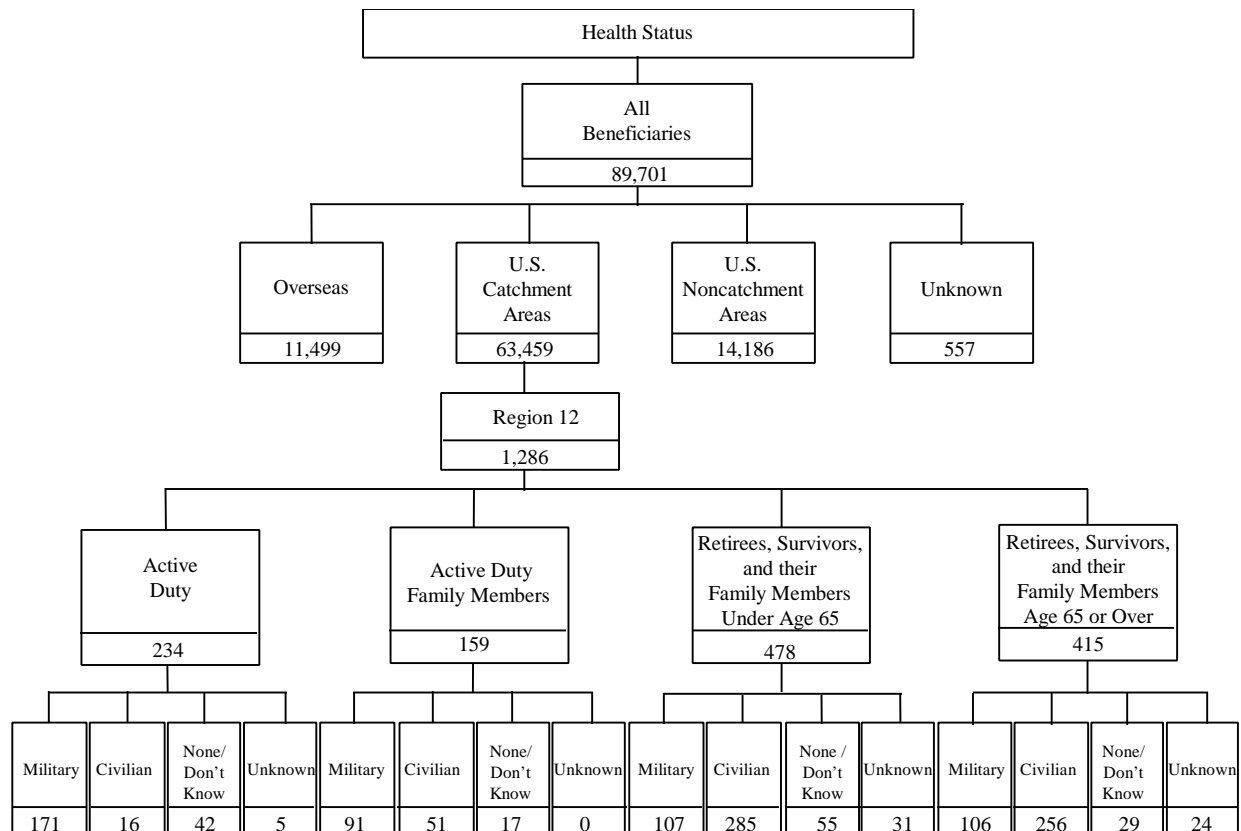 Health Status
All
Beneficiaries
89,701
Overseas
11,499
U.S.
Catchment
Areas
63,459
U.S.
Noncatchment
Areas
14,186
Unknown
557
Region 12
1,286
Active
Duty
234
Active Duty
Family Members
159
Retirees, Survivors,
and their
Family Members
Under Age 65
478
Retirees, Survivors,
and their
Family Members
Age 65 or Over
415
Military
171
Civilian
16
None/
Don't
Know
42
Unknown
5
Military
91
Civilian
51
None/
Don't
Know
17
Unknown
0
Military
107
Civilian
285
None /
Don't
Know
55
Unknown
31
Military
106
Civilian
256
None/
Don't
Know
29
Unknown
24